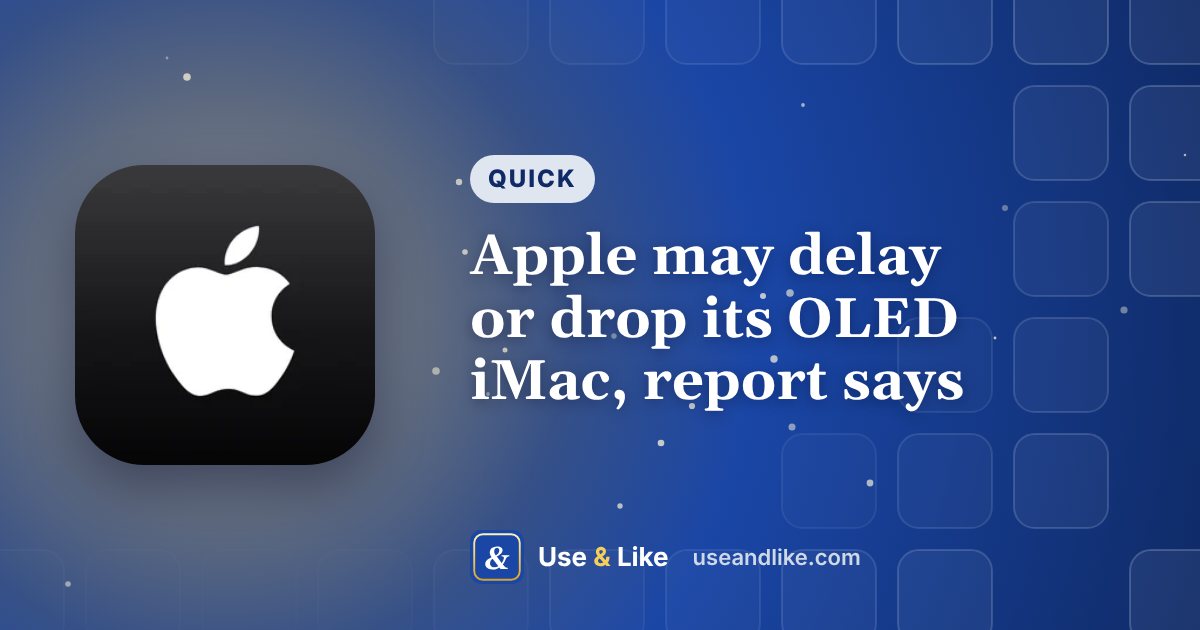 QUICK
Apple may delay
or drop its OLED
iMac, report says
& Use & Like useandlike.com